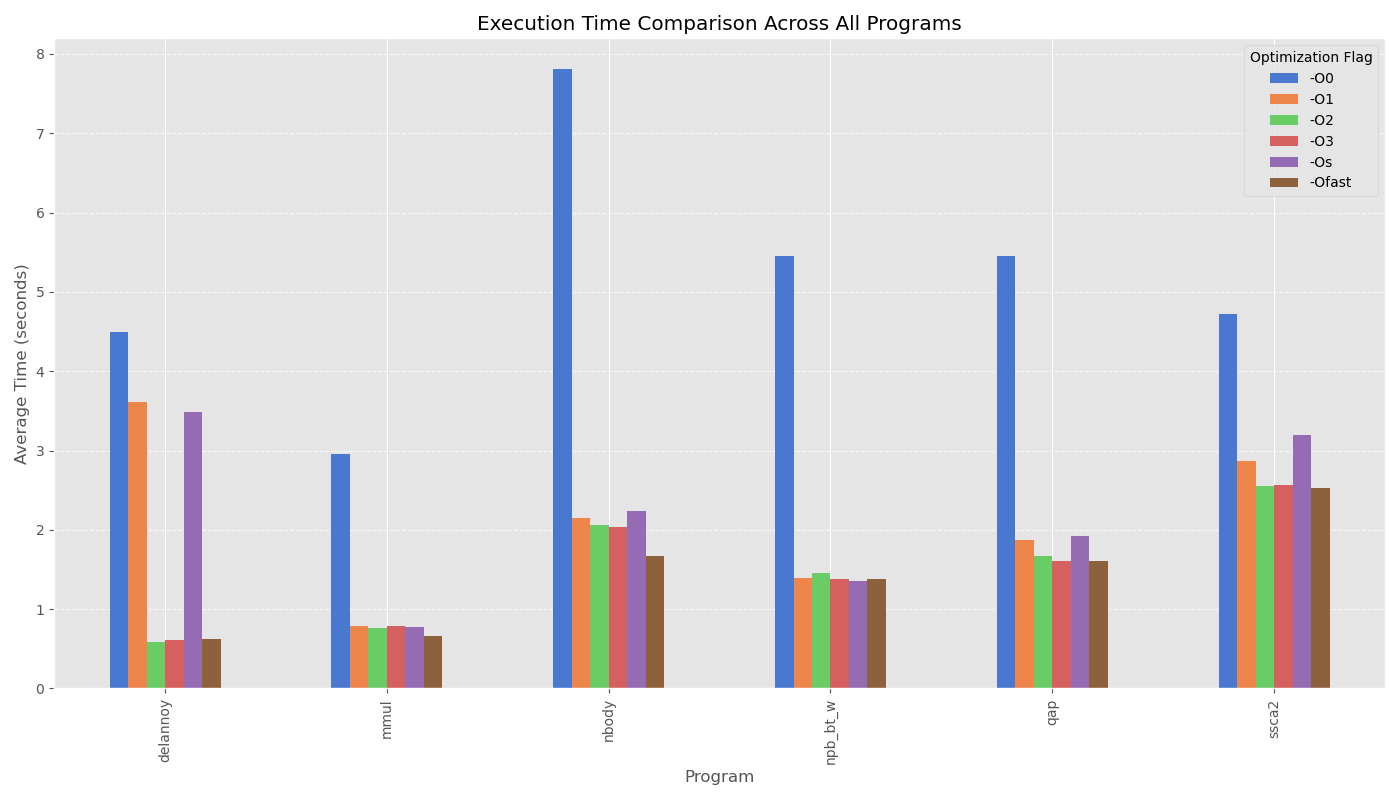 Execution Time Comparison Across All Programs
Average Time (seconds)
8
7
6
5
4
3
2
1
0
Optimization Flag
-O0
-O1
-O2
-O3
-Os
-Ofast
delannoy
mmul
nbody
npb_bt_w
qap
ssca2
Program